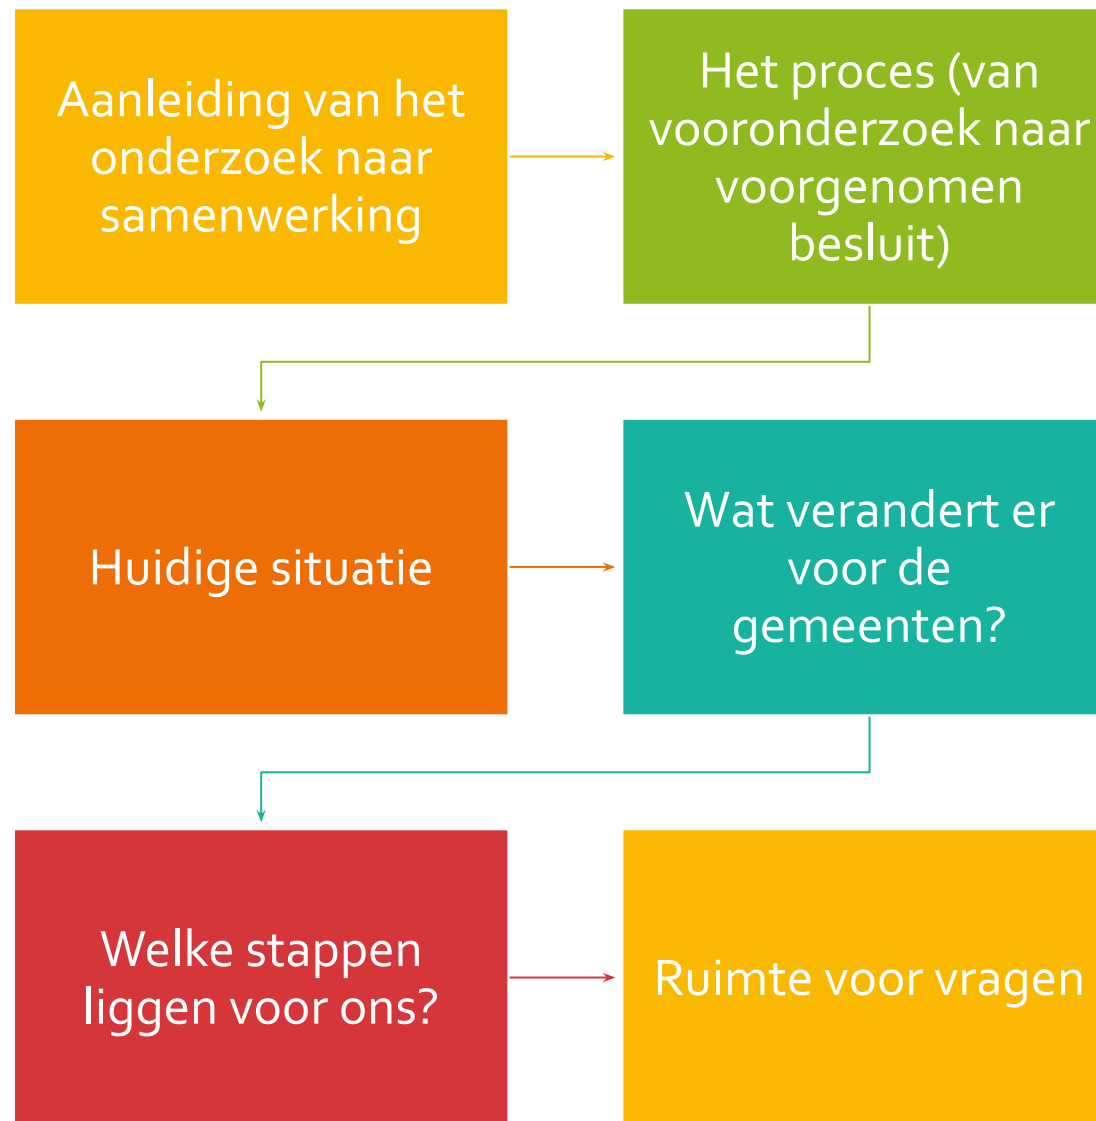 Aanleiding van het
onderzoek naar
samenwerking
Het proces (van
vooronderzoek naar
voorgenomen
besluit)
Huidige situatie
Wat verandert er
voor de
gemeenten?
Welke stappen
liggen voor ons?
Ruimte voor vragen